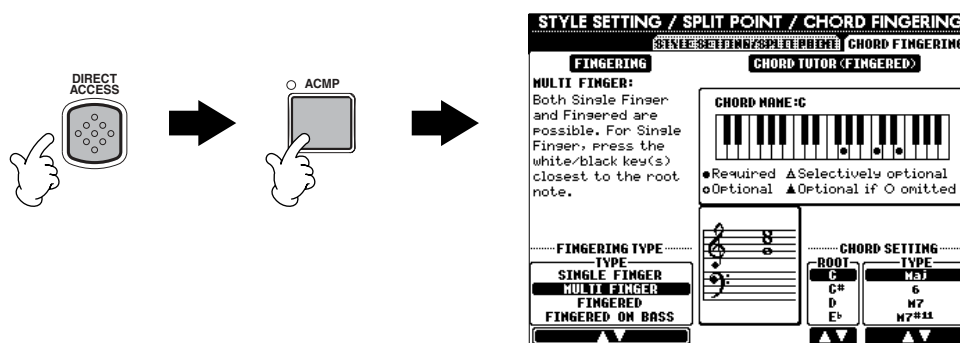 DIRECT
ACCESS
ACMP
STYLE SETTING / SPLIT POINT / CHORD FINGERING
STYLE SETTING/SPLIT POINT CHORD FINGERING
FINGERING
CHORD TUTOR (FINGERED)
MULTI FINGER:
Both Single Finger
and Fingered are
possible. For Single
Finger, press the
white/black key(s)
closest to the root
note.
CHORD NAME:C
●Required △Selectively optional
○Optional ▲Optional if ○ omitted
FINGERING TYPE
TYPE
SINGLE FINGER
MULTI FINGER
FINGERED
FINGERED ON BASS
CHORD SETTING
ROOT
C
C#
D
E♭
TYPE
Maj
6
M7
M7#11